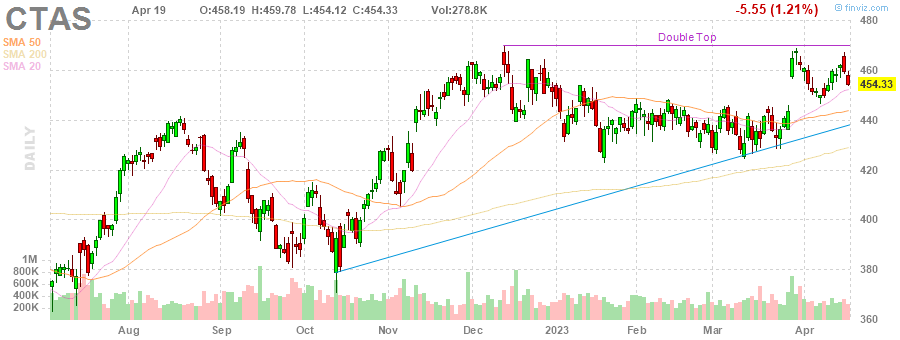 CTAS
Apr 19 O:458.19 H:459.78 L:454.12 C:454.33 Vol:278.8K -5.55 (1.21%) @ finviz.com
SMA 50
SMA 200
SMA 20
Double Top
DAILY
480
460
454.33
440
420
400
380
360
1M
800K
600K
400K
200K
Aug Sep Oct Nov Dec 2023 Feb Mar Apr